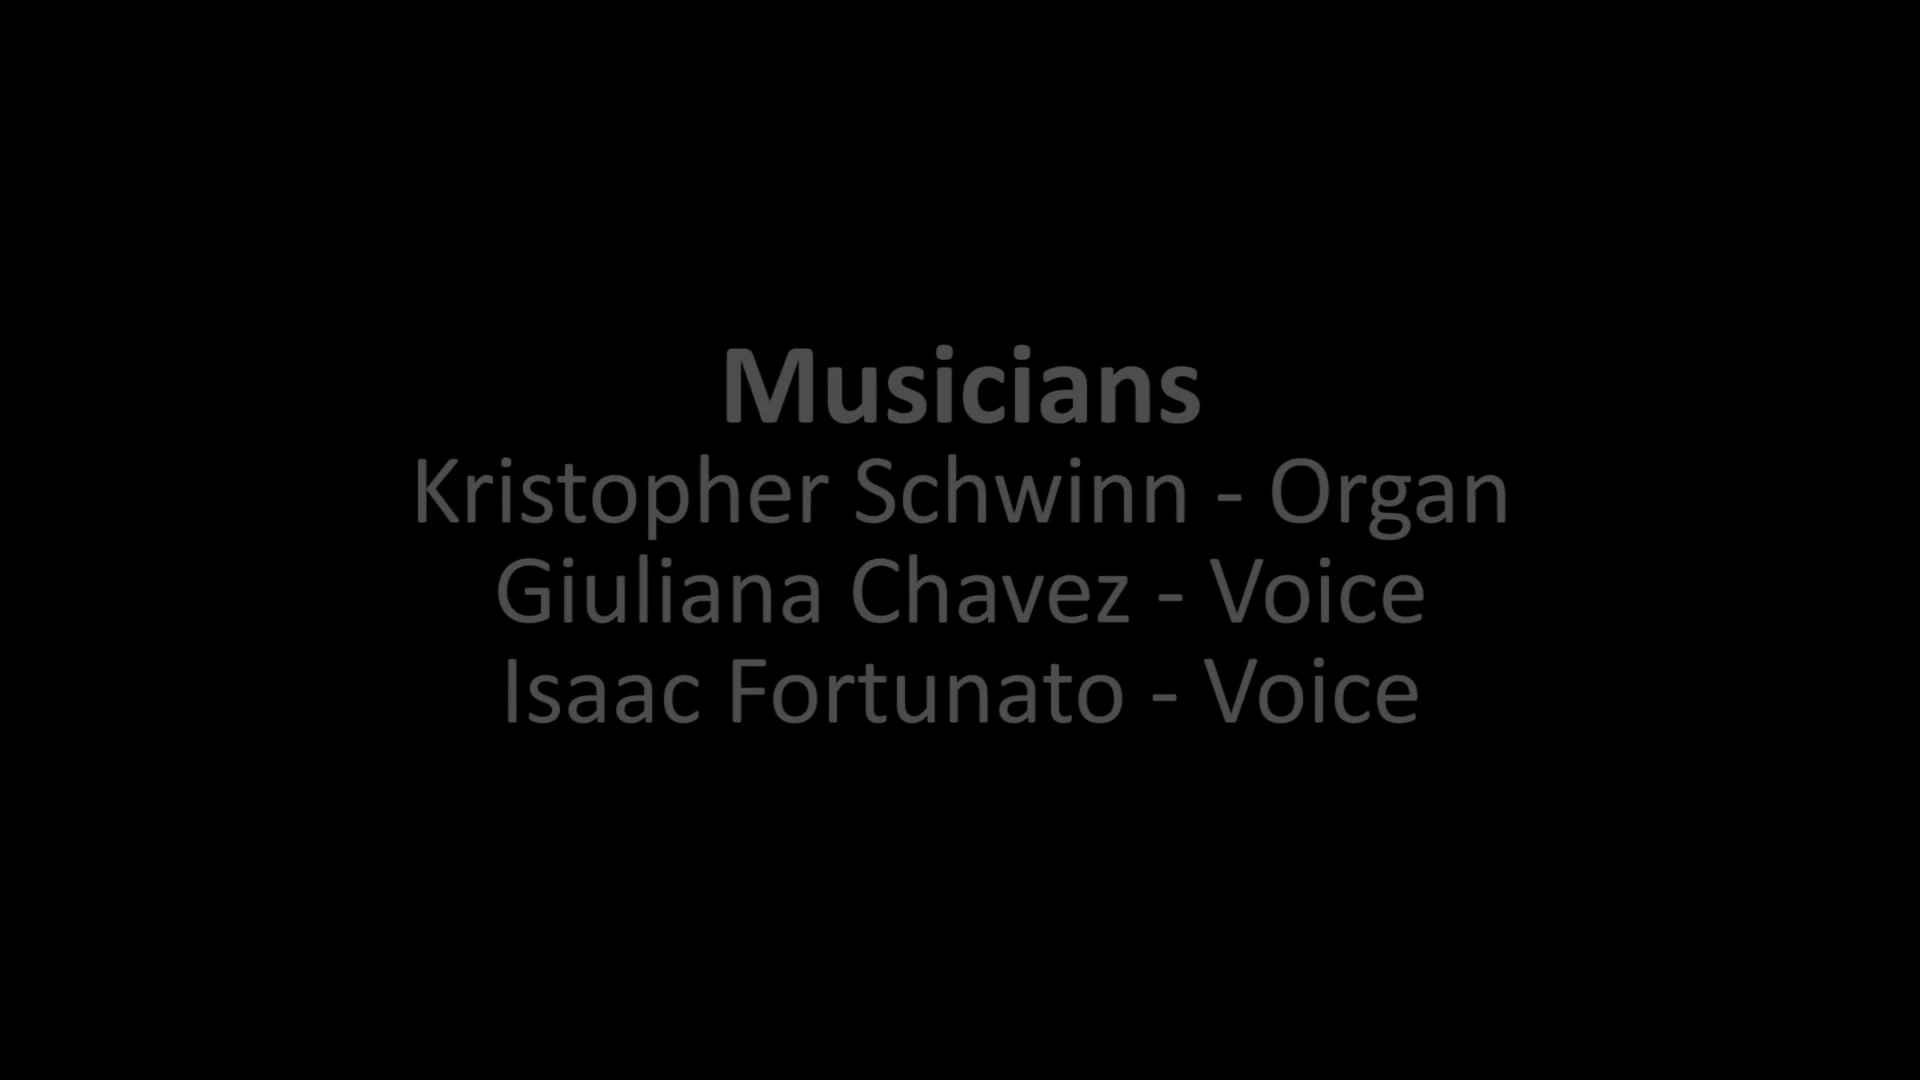 Musicians
Kristopher Schwinn - Organ
Giuliana Chavez - Voice
Isaac Fortunato - Voice